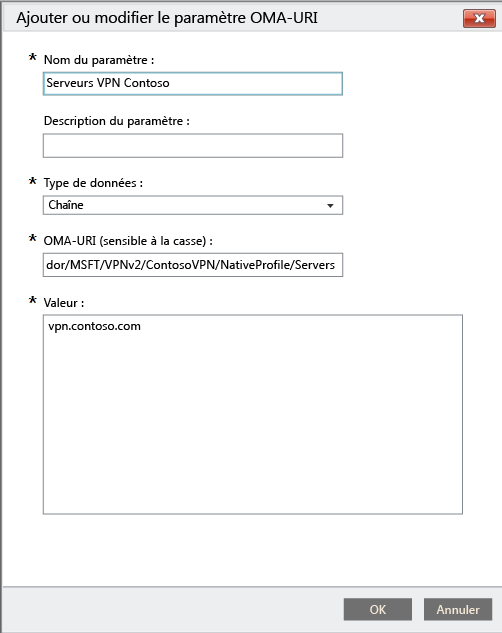 Ajouter ou modifier le paramètre OMA-URI
* Nom du paramètre :
Serveurs VPN Contoso
Description du paramètre :
* Type de données :
Chaîne
* OMA-URI (sensible à la casse) :
dor/MSFT/VPNv2/ContosoVPN/NativeProfile/Servers
* Valeur :
vpn.contoso.com
OK Annuler